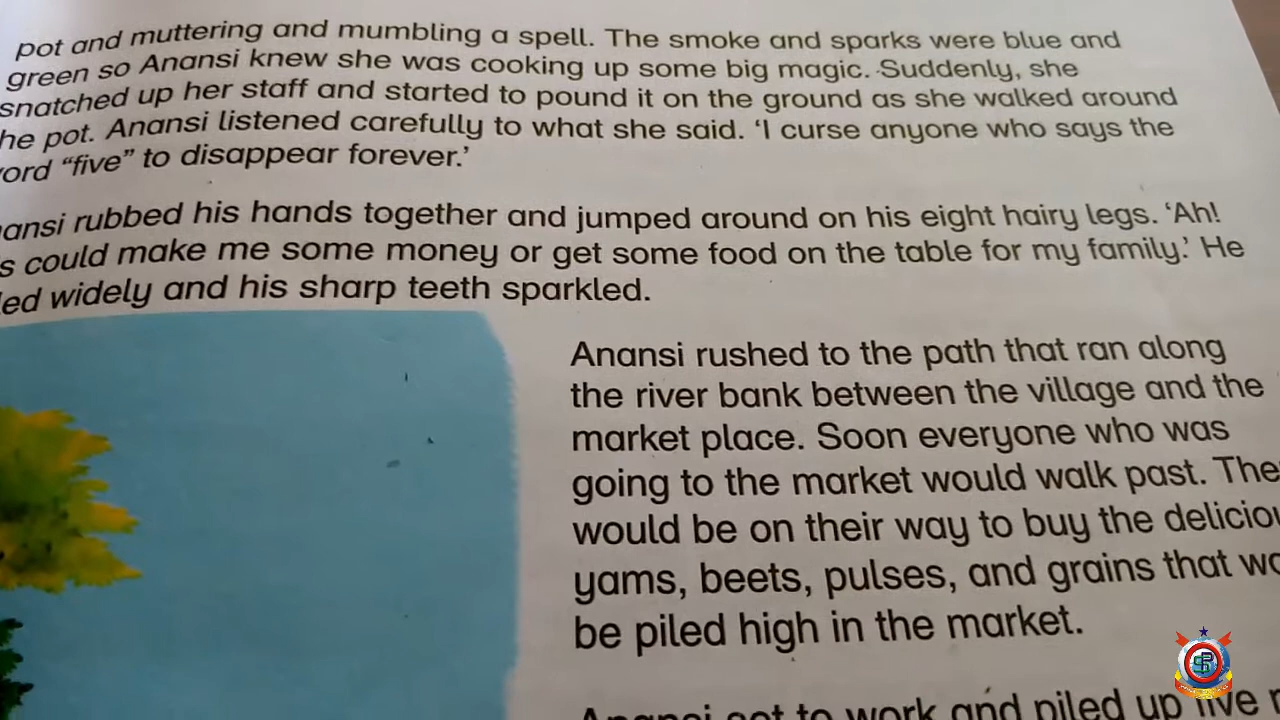 pot and muttering and mumbling a spell. The smoke and sparks were blue and
green so Anansi knew she was cooking up some big magic. Suddenly, she
snatched up her staff and started to pound it on the ground as she walked around
he pot. Anansi listened carefully to what she said. ‘I curse anyone who says the
ord “five” to disappear forever.’
ansi rubbed his hands together and jumped around on his eight hairy legs. ‘Ah!
s could make me some money or get some food on the table for my family.’ He
led widely and his sharp teeth sparkled.
Anansi rushed to the path that ran along
the river bank between the village and the
market place. Soon everyone who was
going to the market would walk past. The
would be on their way to buy the deliciou
yams, beets, pulses, and grains that wo
be piled high in the market.
Anansi got to work and piled up five